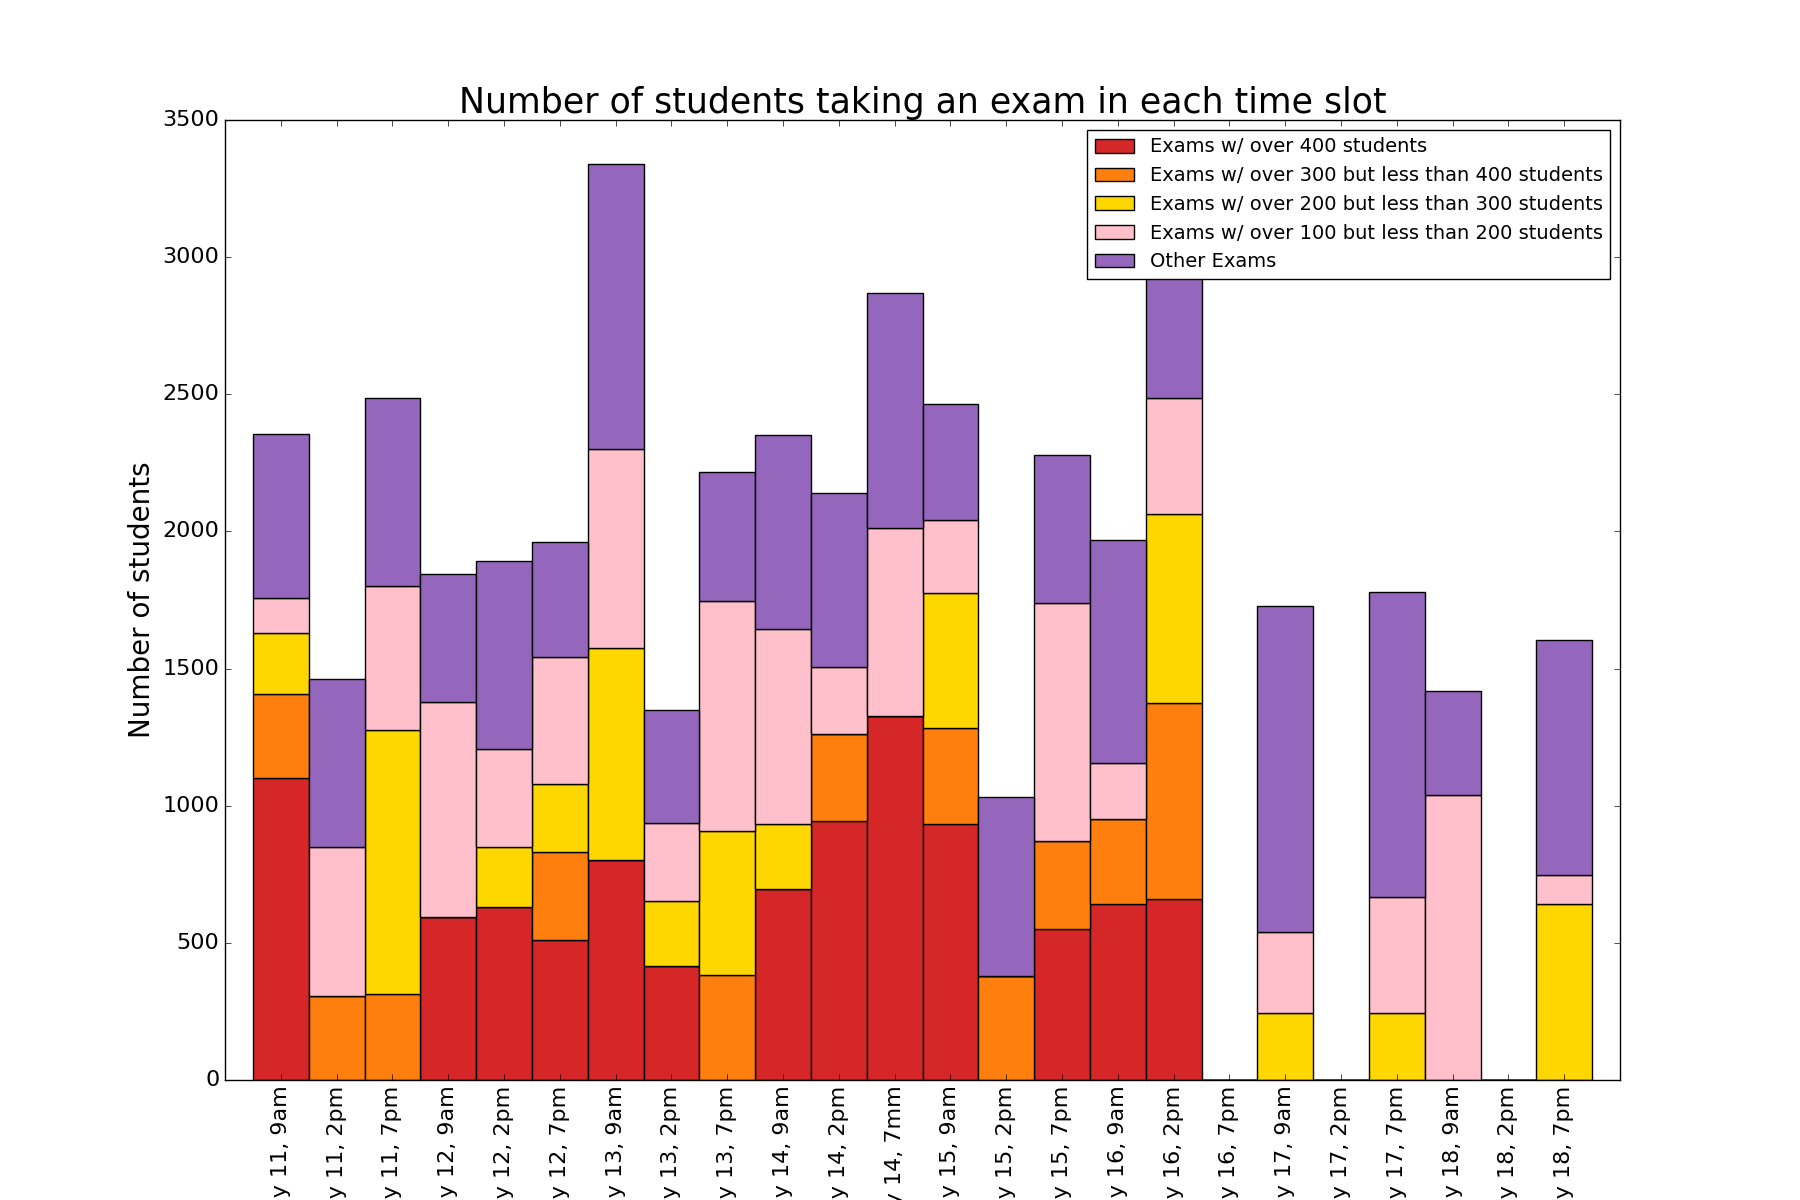 Number of students taking an exam in each time slot
Exams w/ over 400 students
Exams w/ over 300 but less than 400 students
Exams w/ over 200 but less than 300 students
Exams w/ over 100 but less than 200 students
Other Exams
Number of students
3500
3000
2500
2000
1500
1000
500
0
y 11, 9am
y 11, 2pm
y 11, 7pm
y 12, 9am
y 12, 2pm
y 12, 7pm
y 13, 9am
y 13, 2pm
y 13, 7pm
y 14, 9am
y 14, 2pm
y 14, 7mm
y 15, 9am
y 15, 2pm
y 15, 7pm
y 16, 9am
y 16, 2pm
y 16, 7pm
y 17, 9am
y 17, 2pm
y 17, 7pm
y 18, 9am
y 18, 2pm
y 18, 7pm